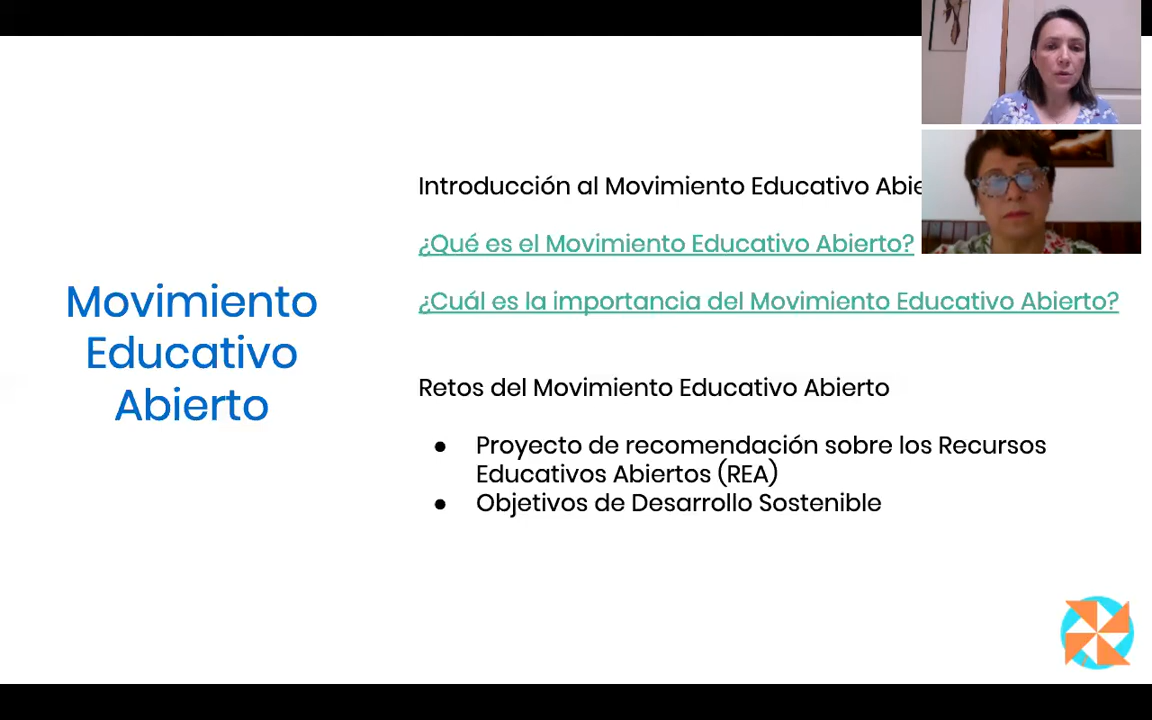 Movimiento
Educativo
Abierto
Introducción al Movimiento Educativo Abie
¿Qué es el Movimiento Educativo Abierto?
¿Cuál es la importancia del Movimiento Educativo Abierto?
Retos del Movimiento Educativo Abierto
● Proyecto de recomendación sobre los Recursos
Educativos Abiertos (REA)
● Objetivos de Desarrollo Sostenible